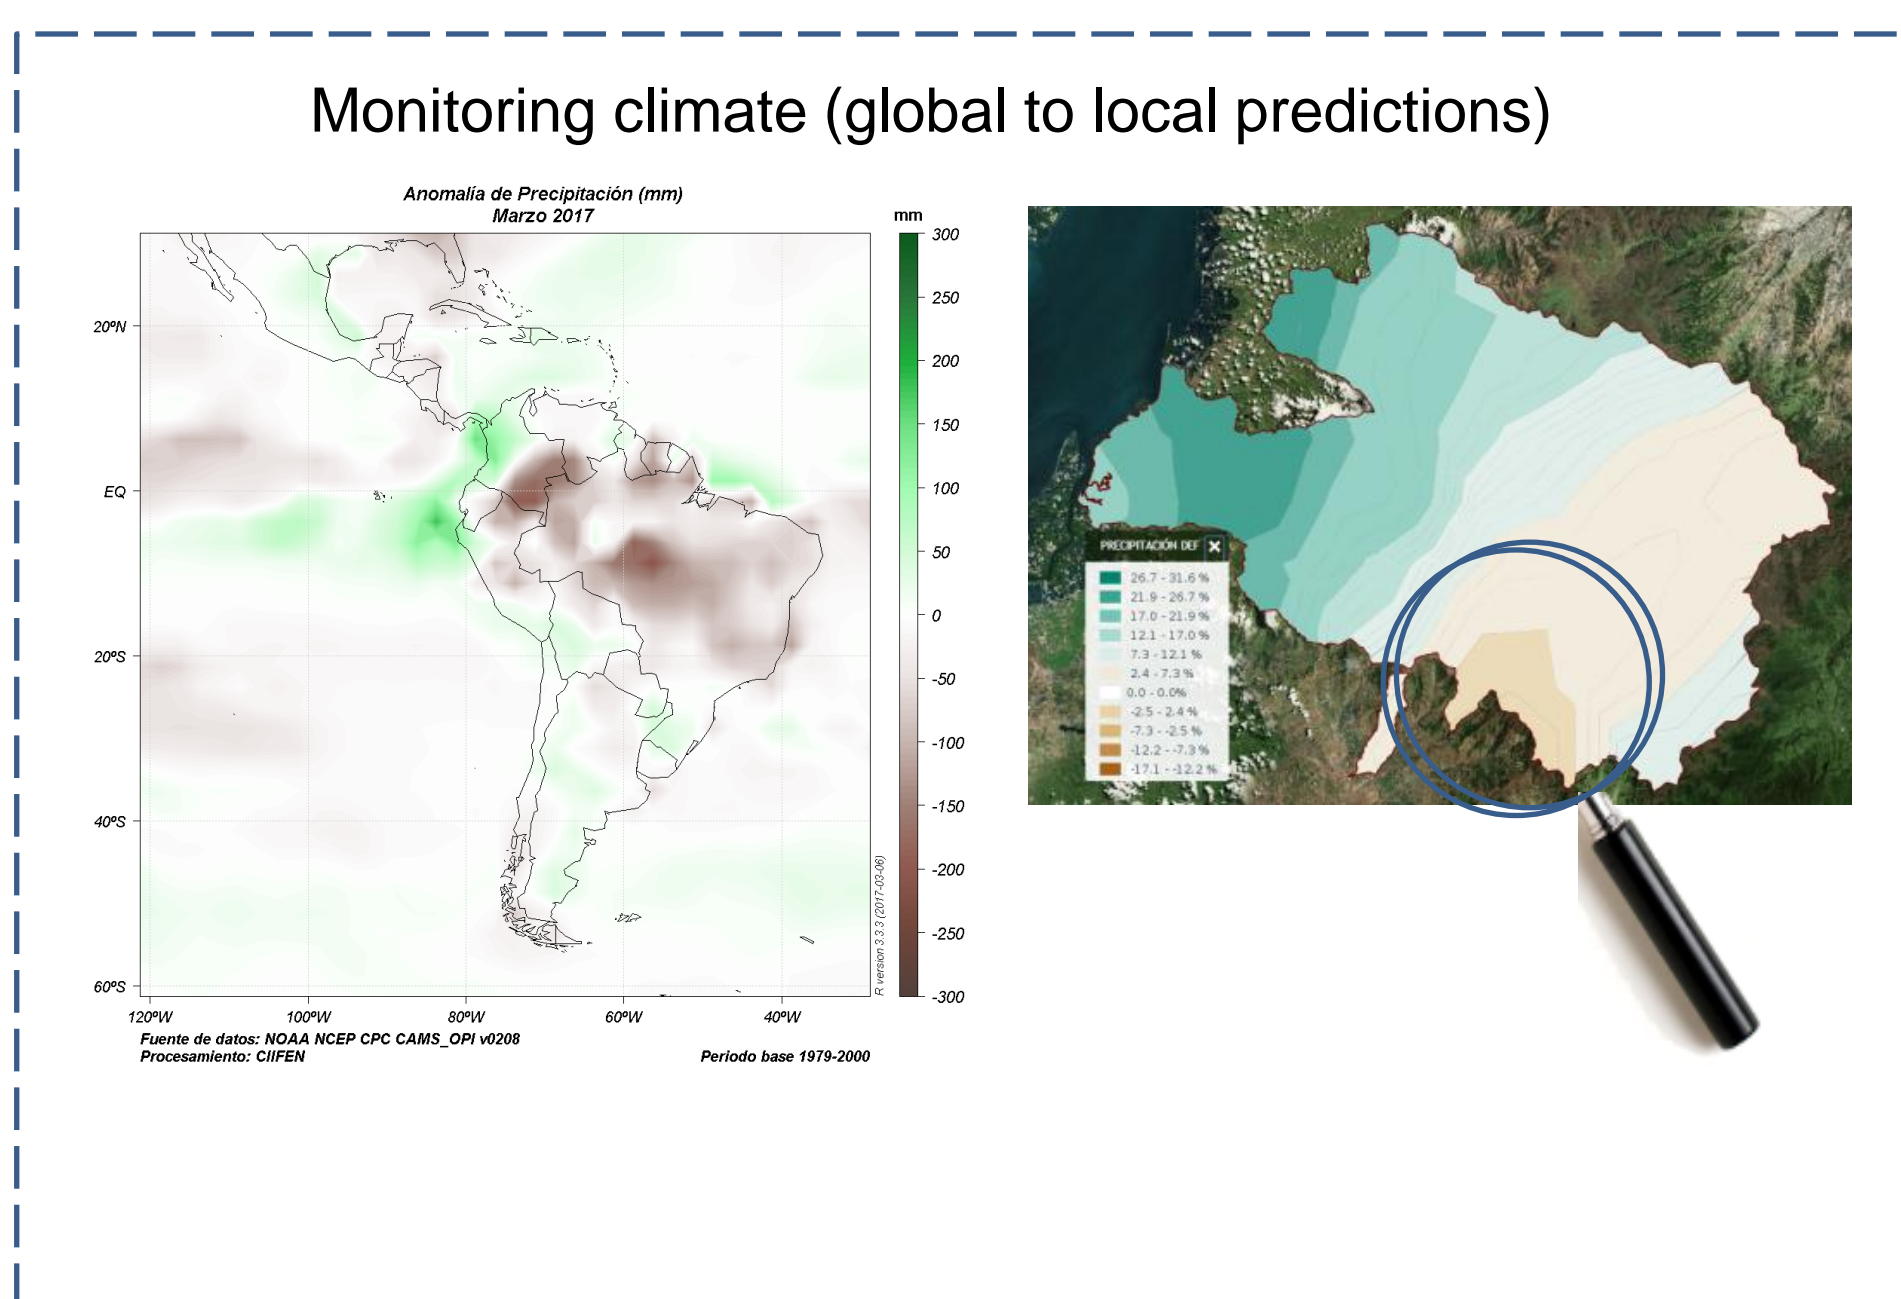 Monitoring climate (global to local predictions)
Anomalía de Precipitación (mm)
Marzo 2017
mm
300
250
200
150
100
50
0
-50
-100
-150
-200
-250
-300
20ºN
EQ
20ºS
40ºS
60ºS
120ºW
100ºW
80ºW
60ºW
40ºW
R version 3.3.3 (2017-03-06)
Fuente de datos: NOAA NCEP CPC CAMS_OPI v0208
Procesamiento: CIIFEN
Periodo base 1979-2000
PRECIPITACIÓN DEF X
26.7 - 31.6 %
21.9 - 26.7 %
17.0 - 21.9 %
12.1 - 17.0 %
7.3 - 12.1 %
2.4 - 7.3 %
0.0 - 0.0%
-2.5 - 2.4 %
-7.3 - -2.5 %
-12.2 - -7.3 %
-17.1 - -12.2 %